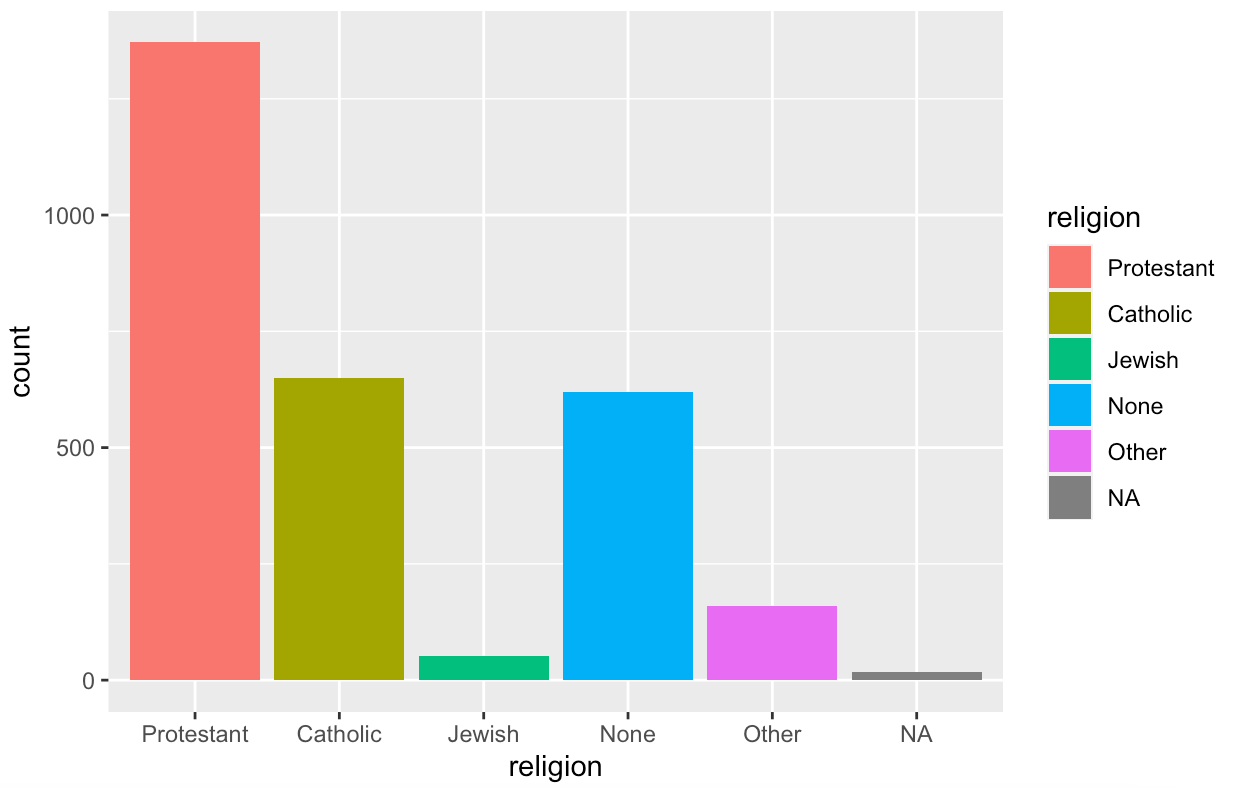 1000
500
0
count
Protestant Catholic Jewish None Other NA
religion
religion
Protestant
Catholic
Jewish
None
Other
NA